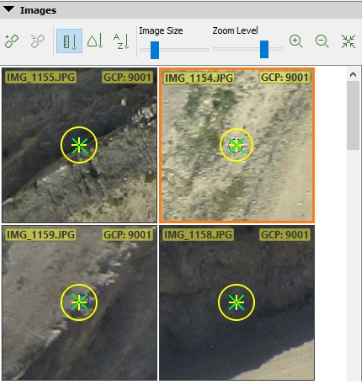 Images
Image Size
Zoom Level
A
Z
IMG_1155.JPG GCP: 9001
IMG_1154.JPG GCP: 9001
IMG_1159.JPG GCP: 9001
IMG_1158.JPG GCP: 9001